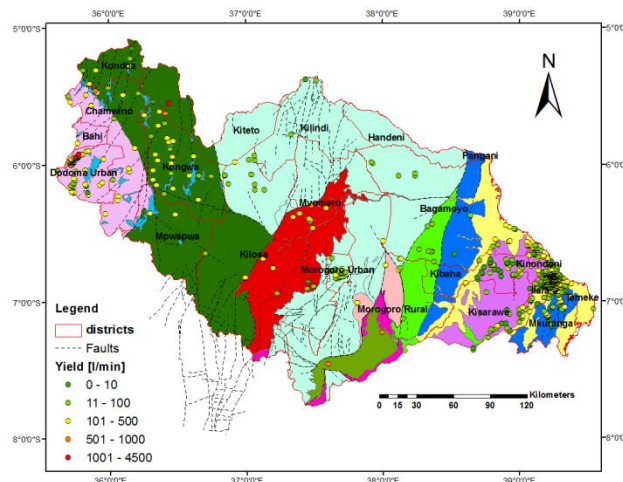 36°0'0"E 37°0'0"E 38°0'0"E 39°0'0"E
5°0'0"S 5°0'0"S
N
Kondoa
Chamwino
Kiteto Kilindi Handeni
Bahi
6°0'0"S Pangani 6°0'0"S
Dodoma Urban Kongwa
Mvomero Bagamoyo
Mpwapwa Kilosa Kinondoni
Morogoro Urban Kibaha
Ilala
7°0'0"S Temeke 7°0'0"S
Legend Morogoro Rural Kisarawe
Mkuranga
districts
Faults
Yield [l/min]
0 - 10 Kilometers
11 - 100 0 15 30 60 90 120
101 - 500
501 - 1000
8°0'0"S 8°0'0"S
1001 - 4500
36°0'0"E 37°0'0"E 38°0'0"E 39°0'0"E